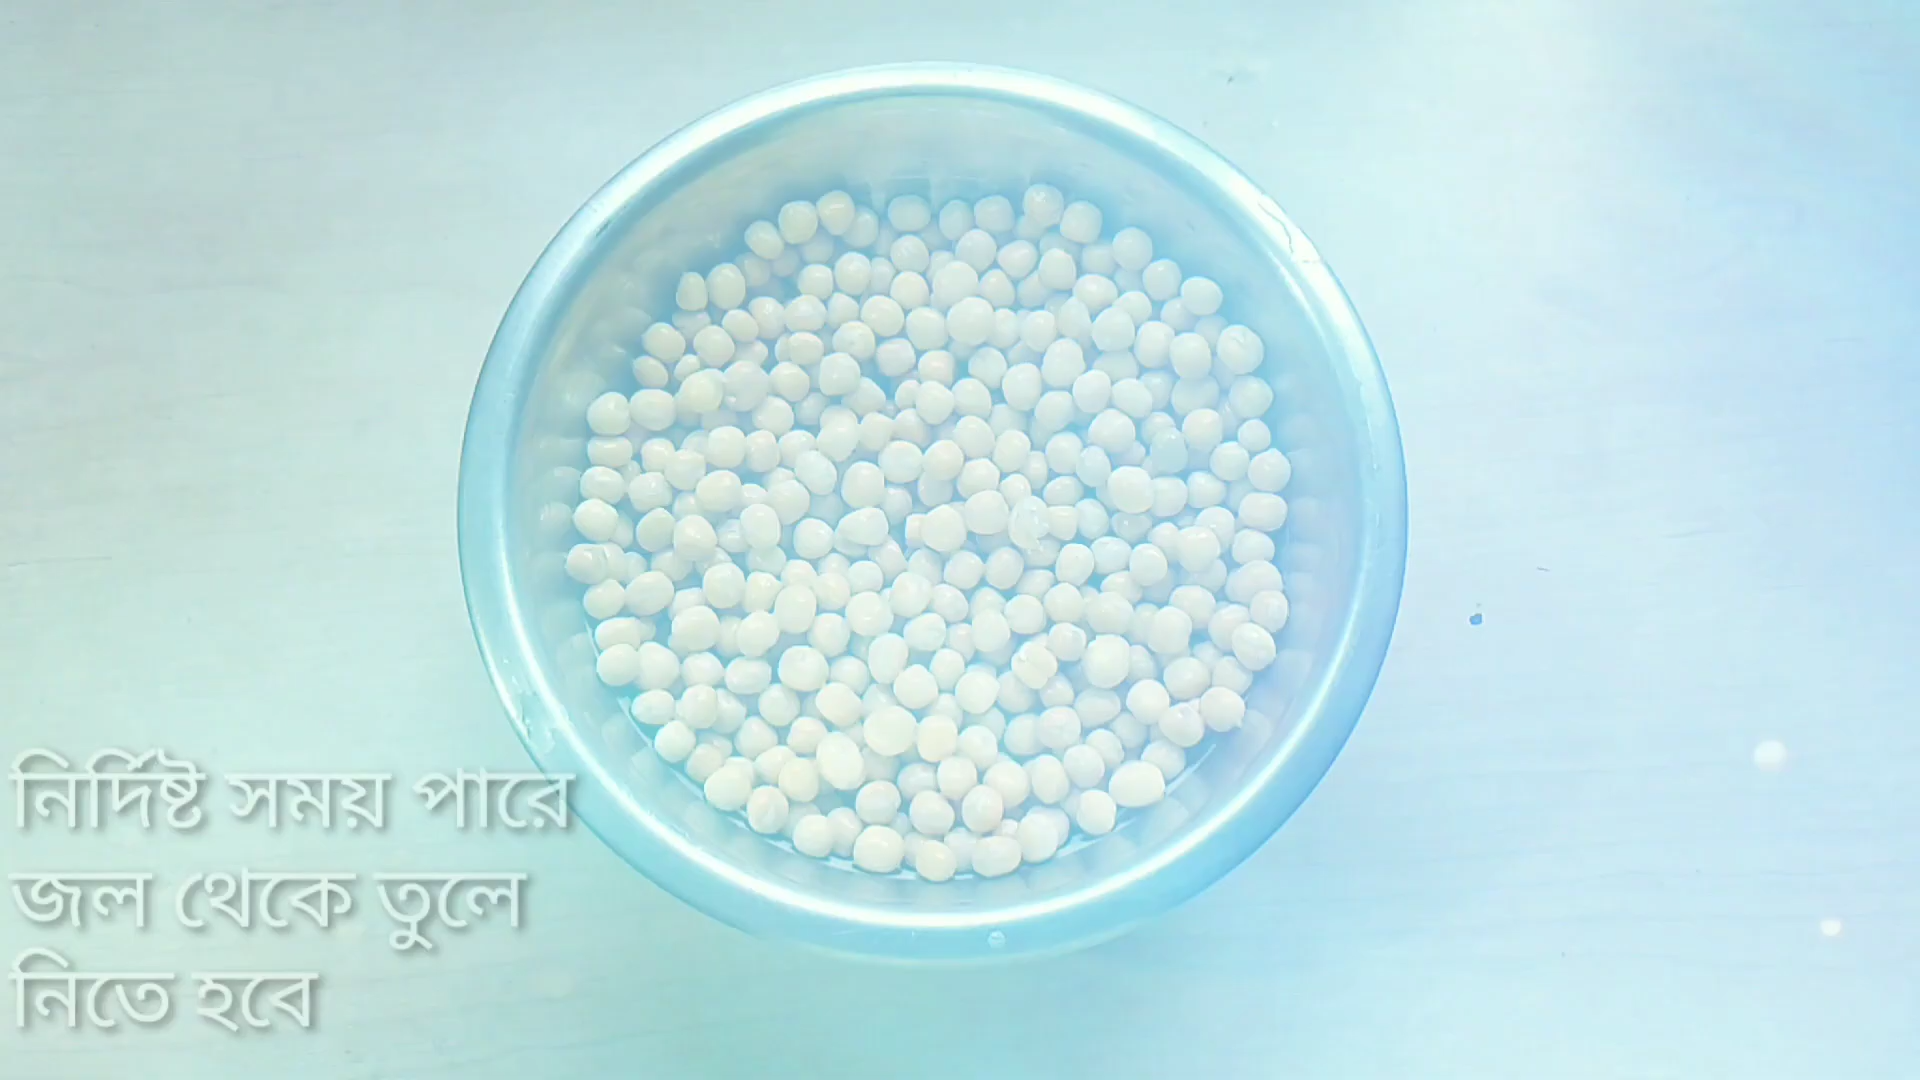 নির্দিষ্ট সময় পারে
জল থেকে তুলে
নিতে হবে